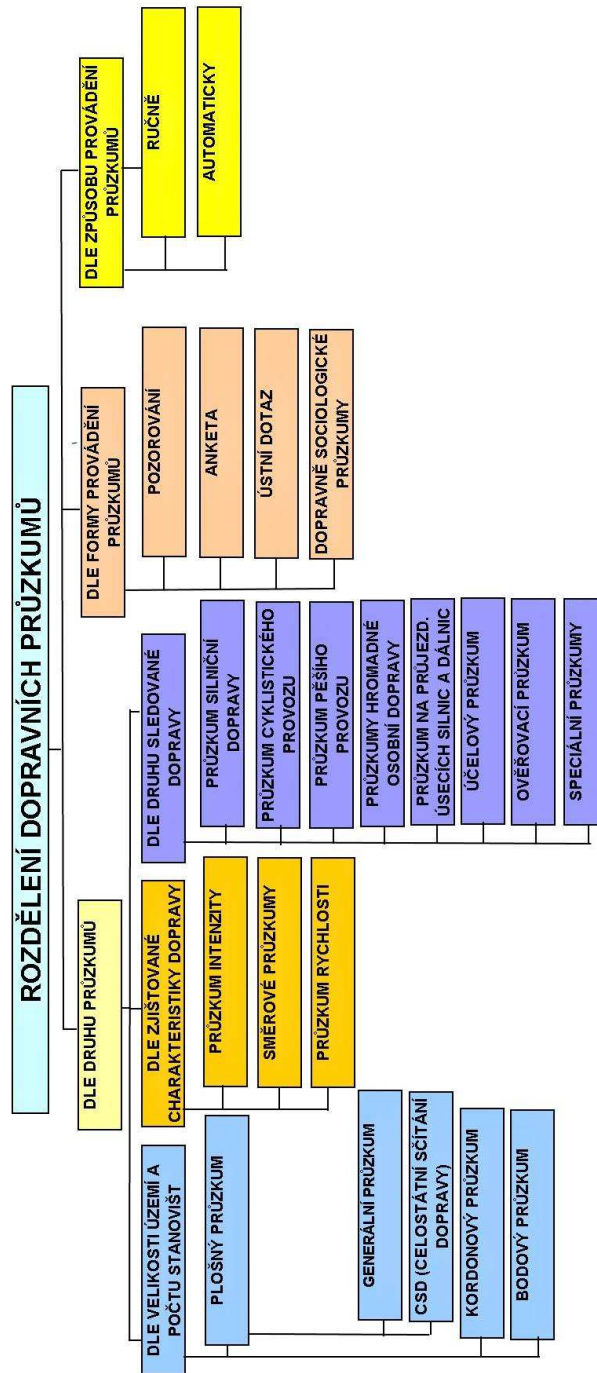 ROZDĚLENÍ DOPRAVNÍCH PRŮZKUMŮ
DLE DRUHU PRŮZKUMŮ
DLE VELIKOSTI ÚZEMÍ A
POČTU STANOVIŠT
PLOŠNÝ PRŮZKUM
GENERÁLNÍ PRŮZKUM
CSD (CELOSTÁTNÍ SČÍTÁNÍ
DOPRAVY)
KORDONOVÝ PRŮZKUM
BODOVÝ PRŮZKUM
DLE ZJIŠTOVANÉ
CHARAKTERISTIKY DOPRAVY
PRŮZKUM INTENZITY
SMĚROVÉ PRŮZKUMY
PRŮZKUM RYCHLOSTI
DLE DRUHU SLEDOVANÉ
DOPRAVY
PRŮZKUM SILNIČNÍ
DOPRAVY
PRŮZKUM CYKLISTICKÉHO
PROVOZU
PRŮZKUM PĚŠÍHO
PROVOZU
PRŮZKUMY HROMADNÉ
OSOBNÍ DOPRAVY
PRŮZKUM NA PRŮJEZD.
ÚSECÍCH SILNIC A DÁLNIC
ÚČELOVÝ PRŮZKUM
OVĚŘOVACÍ PRŮZKUM
SPECIÁLNÍ PRŮZKUMY
DLE FORMY PROVÁDĚNÍ
PRŮZKUMŮ
POZOROVÁNÍ
ANKETA
ÚSTNÍ DOTAZ
DOPRAVNĚ SOCIOLOGICKÉ
PRŮZKUMY
DLE ZPŮSOBU PROVÁDĚNÍ
PRŮZKUMŮ
RUČNĚ
AUTOMATICKY